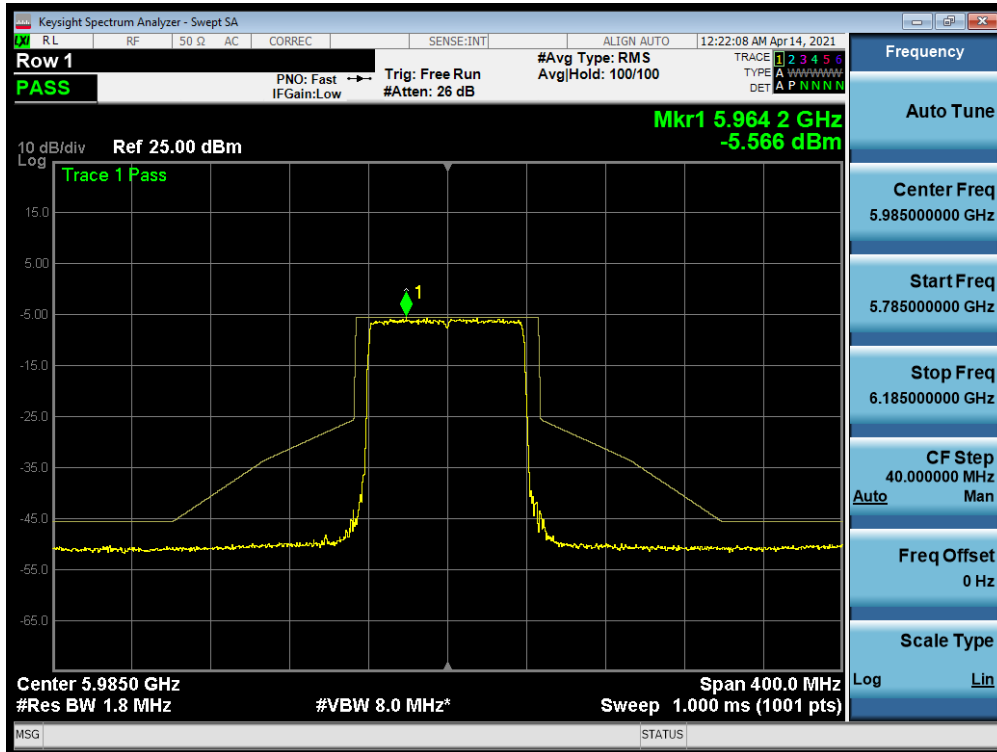 Keysight Spectrum Analyzer - Swept SA
LXI RL RF 50 Ω AC CORREC SENSE:INT ALIGN AUTO 12:22:08 AM Apr 14, 2021
Row 1
PASS
PNO: Fast
IFGain:Low
Trig: Free Run
#Atten: 26 dB
#Avg Type: RMS
Avg|Hold: 100/100
TRACE 1 2 3 4 5 6
TYPE A WWWWW
DET A P N N N N
Mkr1 5.964 2 GHz
-5.566 dBm
10 dB/div Ref 25.00 dBm
Log
Trace 1 Pass
15.0
5.00
1
-5.00
-15.0
-25.0
-35.0
-45.0
-55.0
-65.0
Center 5.9850 GHz
Span 400.0 MHz
#Res BW 1.8 MHz
#VBW 8.0 MHz*
Sweep 1.000 ms (1001 pts)
MSG
STATUS
Frequency
Auto Tune
Center Freq
5.985000000 GHz
Start Freq
5.785000000 GHz
Stop Freq
6.185000000 GHz
CF Step
40.000000 MHz
Auto Man
Freq Offset
0 Hz
Scale Type
Log Lin